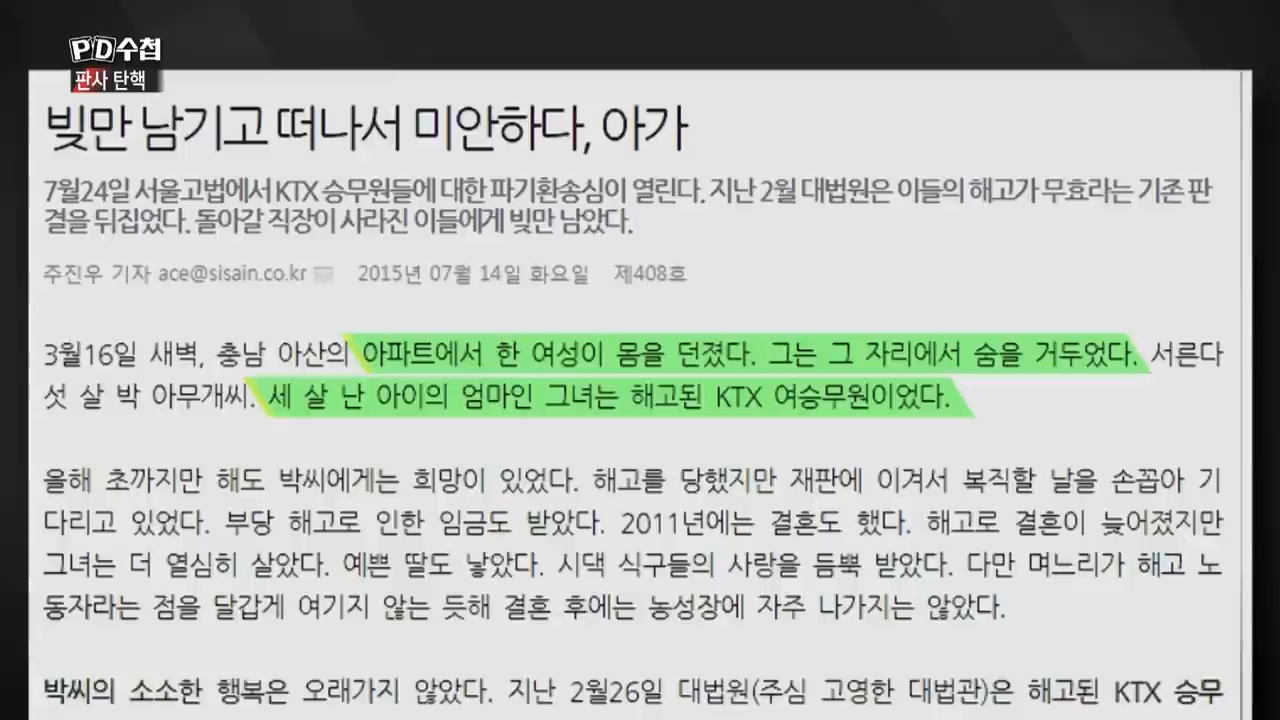 PD수첩
판사 탄핵
빚만 남기고 떠나서 미안하다, 아가
7월24일 서울고법에서 KTX 승무원들에 대한 파기환송심이 열린다. 지난 2월 대법원은 이들의 해고가 무효라는 기존 판
결을 뒤집었다. 돌아갈 직장이 사라진 이들에게 빚만 남았다.
주진우 기자 ace@sisain.co.kr 2015년 07월 14일 화요일 제408호
3월16일 새벽, 충남 아산의 아파트에서 한 여성이 몸을 던졌다. 그는 그 자리에서 숨을 거두었다. 서른다
섯 살 박 아무개씨. 세 살 난 아이의 엄마인 그녀는 해고된 KTX 여승무원이었다.
올해 초까지만 해도 박씨에게는 희망이 있었다. 해고를 당했지만 재판에 이겨서 복직할 날을 손꼽아 기
다리고 있었다. 부당 해고로 인한 임금도 받았다. 2011년에는 결혼도 했다. 해고로 결혼이 늦어졌지만
그녀는 더 열심히 살았다. 예쁜 딸도 낳았다. 시댁 식구들의 사랑을 듬뿍 받았다. 다만 며느리가 해고 노
동자라는 점을 달갑게 여기지 않는 듯해 결혼 후에는 농성장에 자주 나가지는 않았다.
박씨의 소소한 행복은 오래가지 않았다. 지난 2월26일 대법원(주심 고영한 대법관)은 해고된 KTX 승무